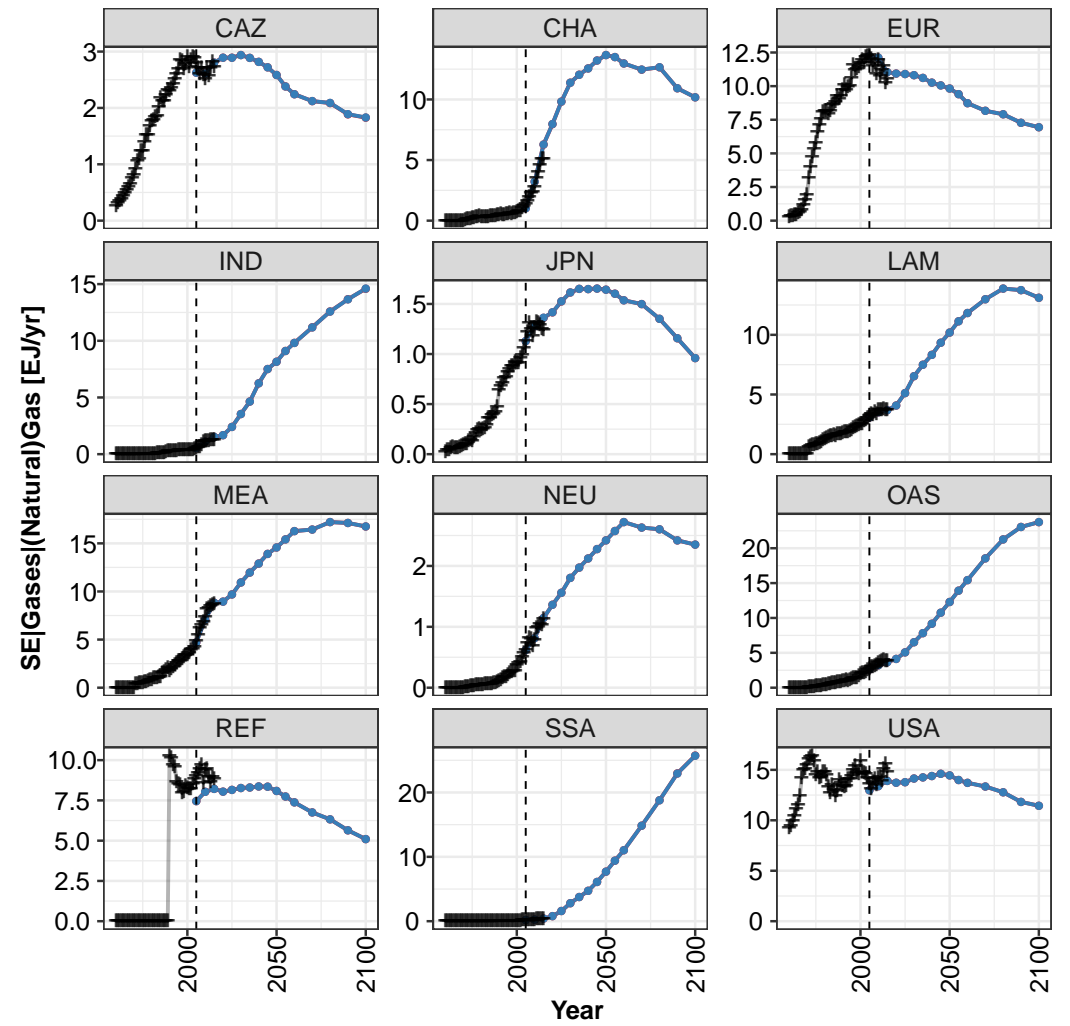 CAZ CHA EUR
3 2 1 0
10 5 0
12.5 10.0 7.5 5.0 2.5 0.0
IND JPN LAM
15 10 5 0
1.5 1.0 0.5 0.0
10 5 0
MEA NEU OAS
15 10 5 0
2 1 0
20 15 10 5 0
REF SSA USA
10.0 7.5 5.0 2.5 0.0
20 10 0
15 10 5 0
2000 2050 2100 2000 2050 2100 2000 2050 2100
Year
SE|Gases|(Natural)Gas [EJ/yr]